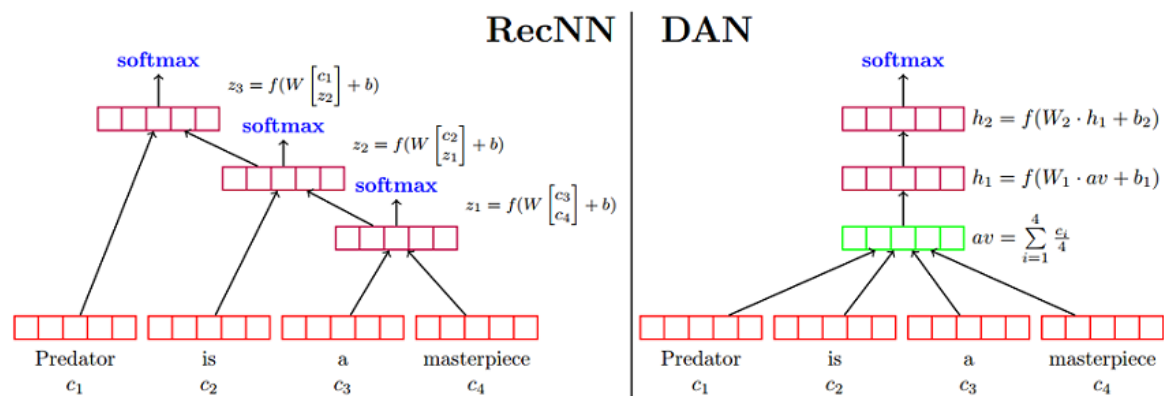 RecNN
softmax
z₃ = f(W [c₁ z₂] + b)
softmax
z₂ = f(W [c₂ z₁] + b)
softmax
z₁ = f(W [c₃ c₄] + b)
Predator is a masterpiece
c₁ c₂ c₃ c₄
DAN
softmax
h₂ = f(W₂ · h₁ + b₂)
h₁ = f(W₁ · av + b₁)
av = ∑_{i=1}^{4} c_i/4
Predator is a masterpiece
c₁ c₂ c₃ c₄